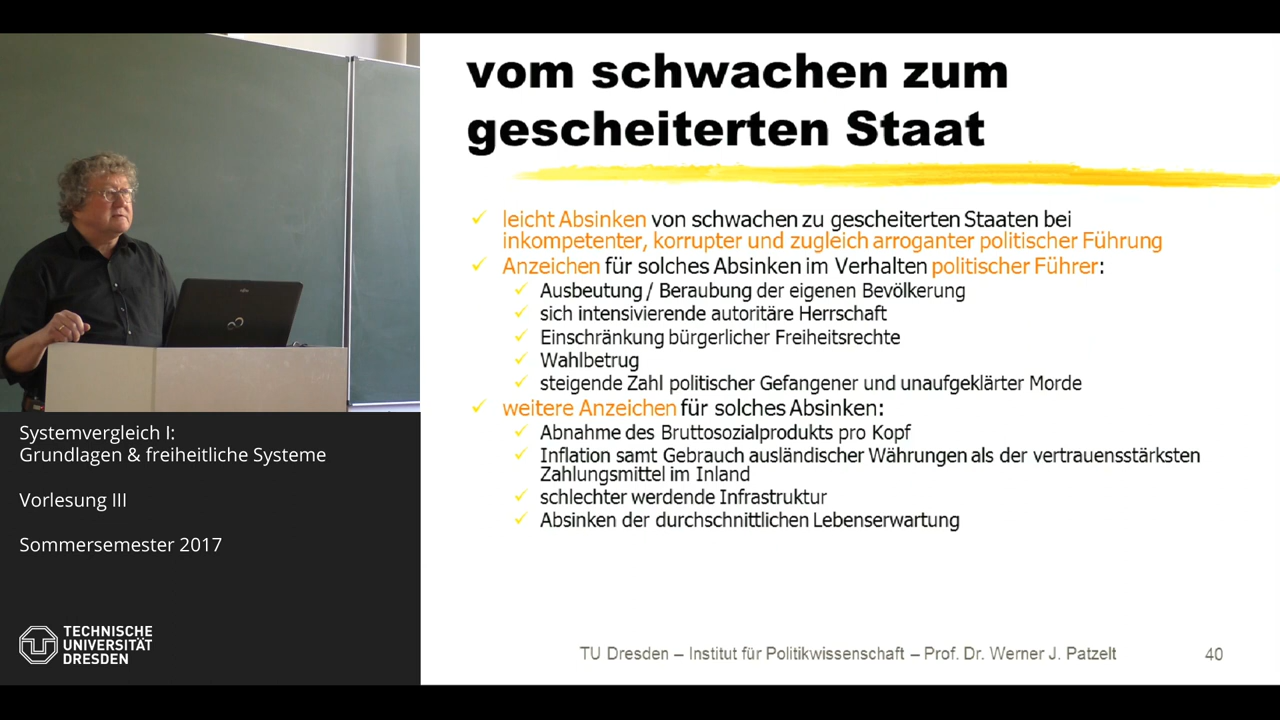 vom schwachen zum
gescheiterten Staat
leicht Absinken von schwachen zu gescheiterten Staaten bei
inkompetenter, korrupter und zugleich arroganter politischer Führung
Anzeichen für solches Absinken im Verhalten politischer Führer:
Ausbeutung / Beraubung der eigenen Bevölkerung
sich intensivierende autoritäre Herrschaft
Einschränkung bürgerlicher Freiheitsrechte
Wahlbetrug
steigende Zahl politischer Gefangener und unaufgeklärter Morde
weitere Anzeichen für solches Absinken:
Abnahme des Bruttosozialprodukts pro Kopf
Inflation samt Gebrauch ausländischer Währungen als der vertrauensstärksten
Zahlungsmittel im Inland
schlechter werdende Infrastruktur
Absinken der durchschnittlichen Lebenserwartung
TU Dresden – Institut für Politikwissenschaft – Prof. Dr. Werner J. Patzelt
40
Systemvergleich I:
Grundlagen & freiheitliche Systeme
Vorlesung III
Sommersemester 2017
TECHNISCHE
UNIVERSITÄT
DRESDEN